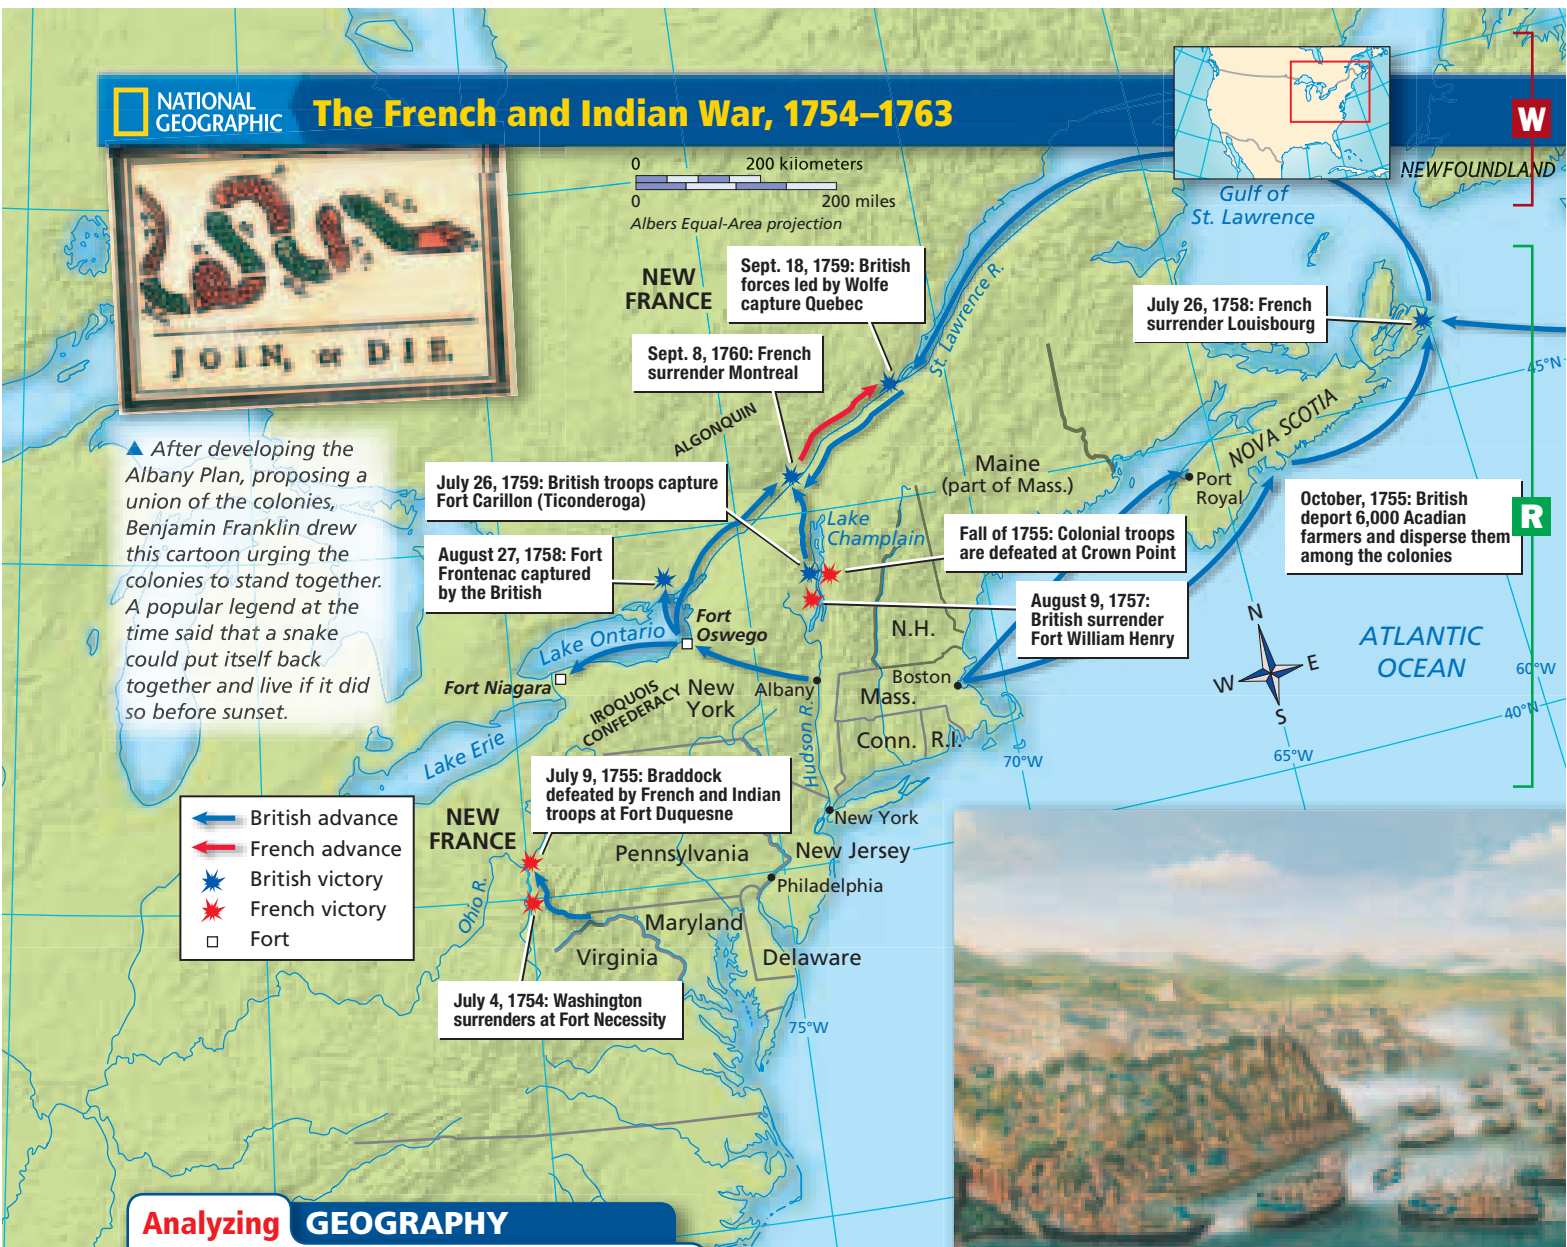 NATIONAL
GEOGRAPHIC
The French and Indian War, 1754–1763
W
0 200 kilometers
0 200 miles
Albers Equal-Area projection
NEWFOUNDLAND
Gulf of
St. Lawrence
JOIN, or DIE.
NEW
FRANCE
Sept. 18, 1759: British
forces led by Wolfe
capture Quebec
St. Lawrence R.
July 26, 1758: French
surrender Louisbourg
Sept. 8, 1760: French
surrender Montreal
45°N
ALGONQUIN
NOVA SCOTIA
▲ After developing the
Albany Plan, proposing a
union of the colonies,
Benjamin Franklin drew
this cartoon urging the
colonies to stand together.
A popular legend at the
time said that a snake
could put itself back
together and live if it did
so before sunset.
July 26, 1759: British troops capture
Fort Carillon (Ticonderoga)
Maine
(part of Mass.)
Port
Royal
October, 1755: British
deport 6,000 Acadian
farmers and disperse them
among the colonies
R
Lake
Champlain
Fall of 1755: Colonial troops
are defeated at Crown Point
August 27, 1758: Fort
Frontenac captured
by the British
August 9, 1757:
British surrender
Fort William Henry
Fort
Oswego
N.H.
Lake Ontario
N
W
E
S
ATLANTIC
OCEAN
60°W
40°N
Fort Niagara
IROQUOIS
CONFEDERACY
New
York
Albany
Boston
Mass.
Hudson R.
Conn.
R.I.
Lake Erie
70°W
65°W
July 9, 1755: Braddock
defeated by French and Indian
troops at Fort Duquesne
British advance
French advance
British victory
French victory
Fort
NEW
FRANCE
New York
Pennsylvania
New Jersey
Philadelphia
Ohio R.
Maryland
Virginia
Delaware
July 4, 1754: Washington
surrenders at Fort Necessity
75°W
Analyzing GEOGRAPHY